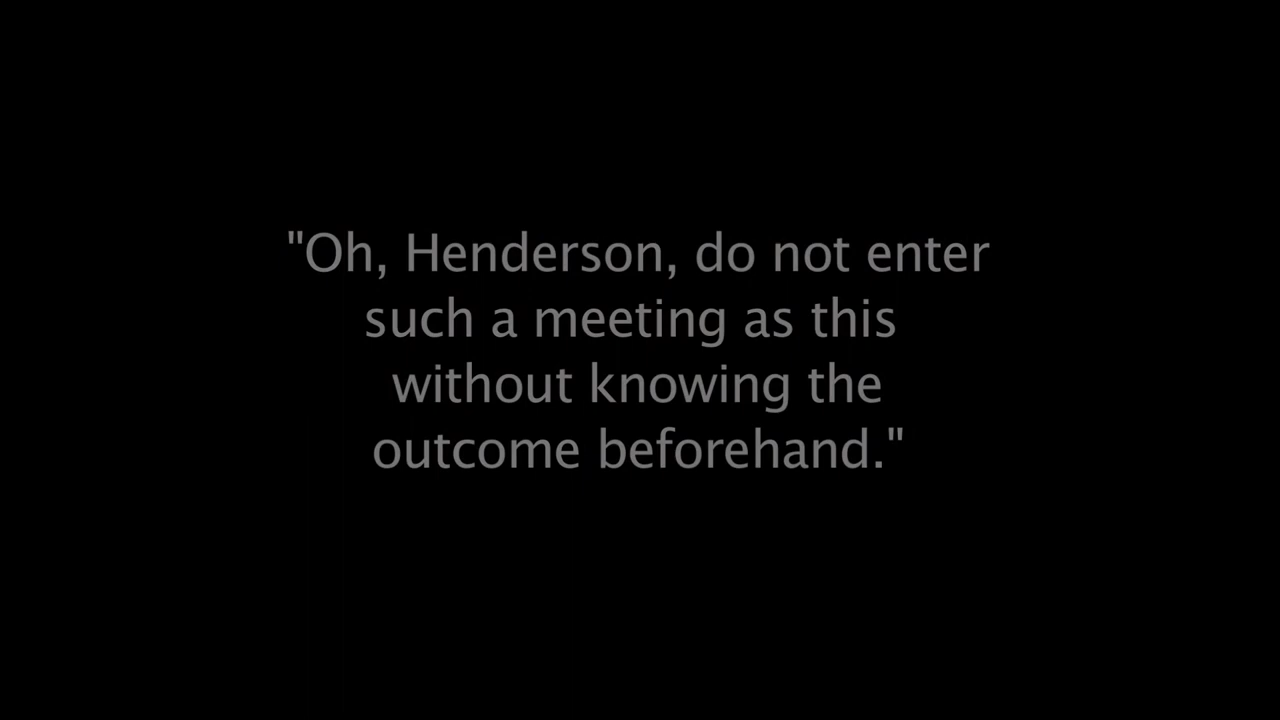 "Oh, Henderson, do not enter
such a meeting as this
without knowing the
outcome beforehand."